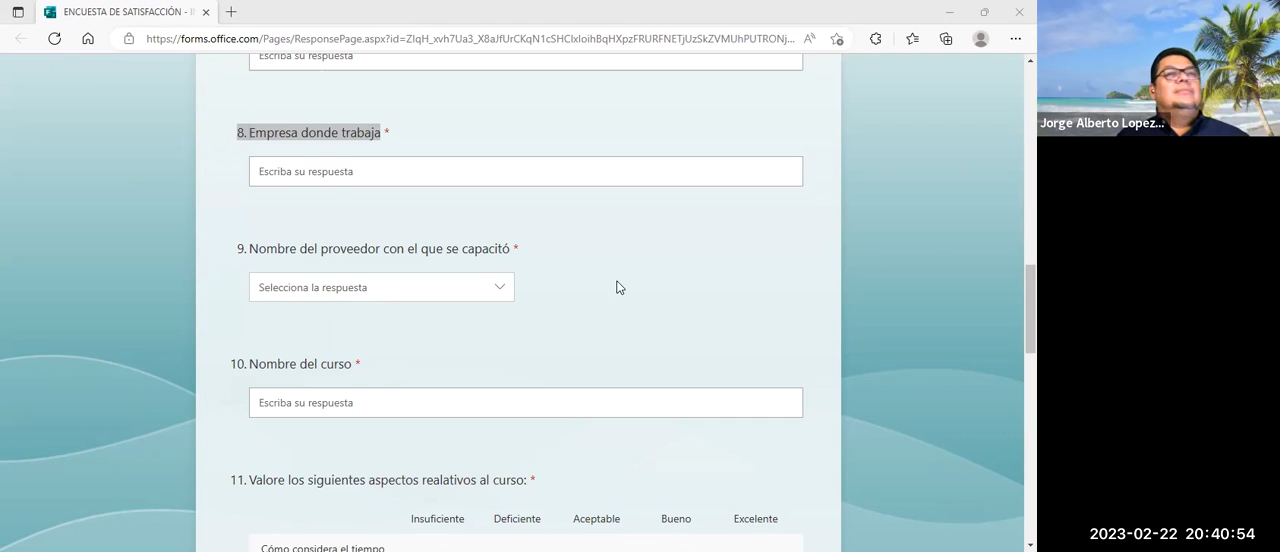 ENCUESTA DE SATISFACCIÓN - I
https://forms.office.com/Pages/ResponsePage.aspx?id=
Escriba su respuesta
8. Empresa donde trabaja *
Escriba su respuesta
9. Nombre del proveedor con el que se capacitó *
Selecciona la respuesta
10. Nombre del curso *
Escriba su respuesta
11. Valore los siguientes aspectos realativos al curso: *
Insuficiente Deficiente Aceptable Bueno Excelente
Cómo considera el tiempo
Jorge Alberto Lopez...
2023-02-22 20:40:54